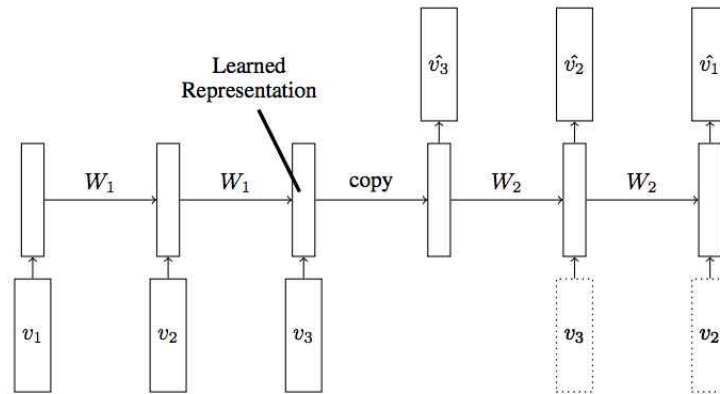 v̂₃ v̂₂ v̂₁
Learned
Representation
W₁ W₁ copy W₂ W₂
v₁ v₂ v₃ v₃ v₂